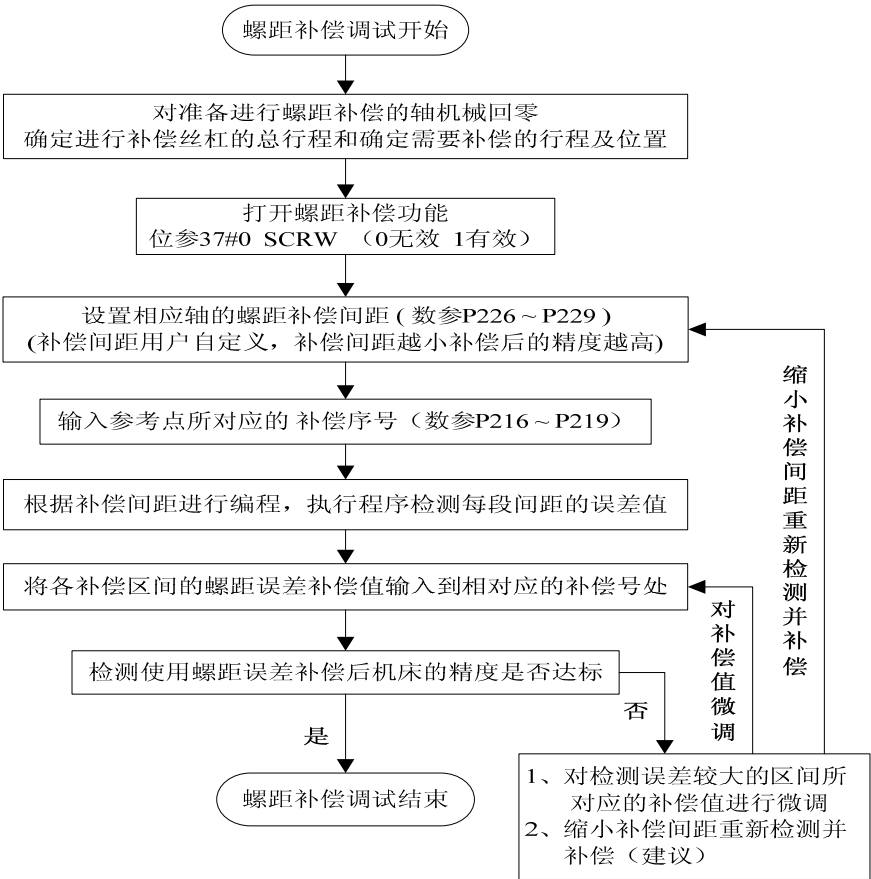 螺距补偿调试开始
对准备进行螺距补偿的轴机械回零
确定进行补偿丝杠的总行程和确定需要补偿的行程及位置
打开螺距补偿功能
位参37#0 SCRW （0无效 1有效）
设置相应轴的螺距补偿间距 ( 数参P226 ~ P229 )
(补偿间距用户自定义，补偿间距越小补偿后的精度越高)
输入参考点所对应的 补偿序号（数参P216 ~ P219）
根据补偿间距进行编程，执行程序检测每段间距的误差值
将各补偿区间的螺距误差补偿值输入到相对应的补偿号处
检测使用螺距误差补偿后机床的精度是否达标
是
否
螺距补偿调试结束
1、对检测误差较大的区间所
对应的补偿值进行微调
2、缩小补偿间距重新检测并
补偿（建议）
对补偿值微调
缩小补偿间距重新检测并补偿